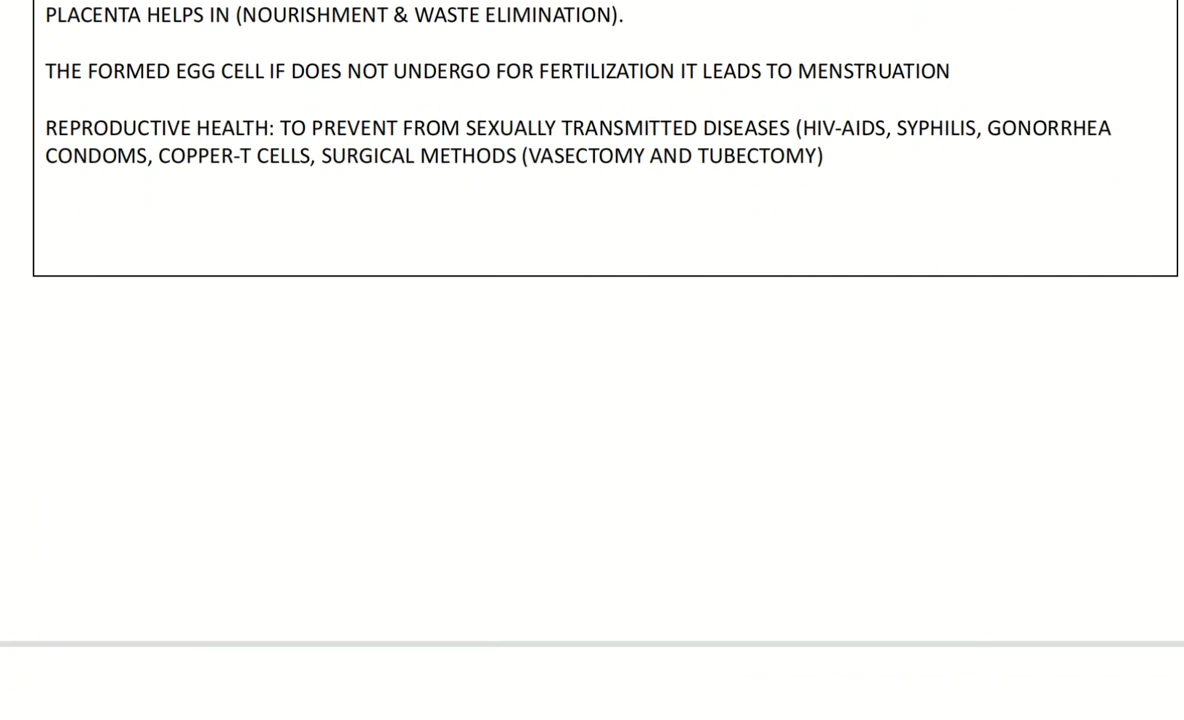 PLACENTA HELPS IN (NOURISHMENT & WASTE ELIMINATION).
THE FORMED EGG CELL IF DOES NOT UNDERGO FOR FERTILIZATION IT LEADS TO MENSTRUATION
REPRODUCTIVE HEALTH: TO PREVENT FROM SEXUALLY TRANSMITTED DISEASES (HIV-AIDS, SYPHILIS, GONORRHEA
CONDOMS, COPPER-T CELLS, SURGICAL METHODS (VASECTOMY AND TUBECTOMY)